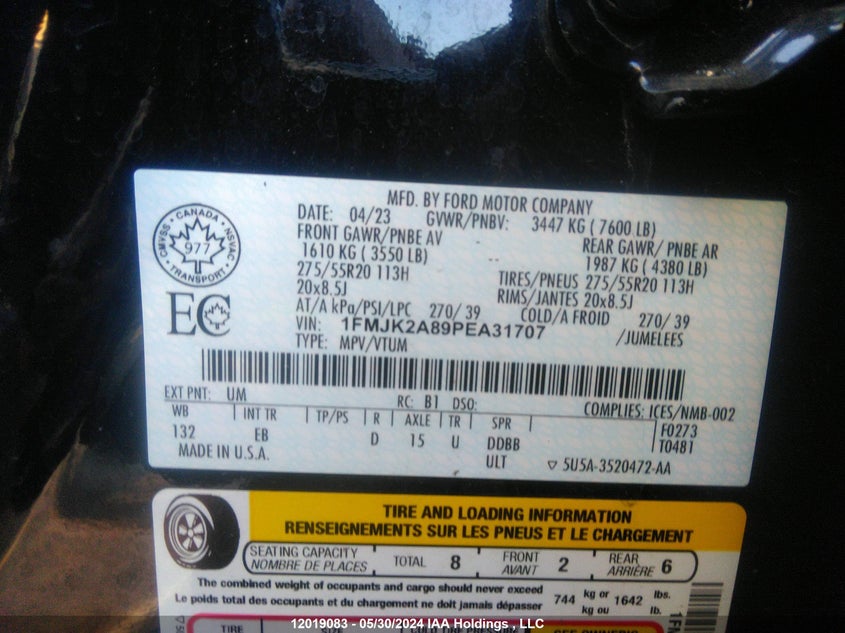 MFD. BY FORD MOTOR COMPANY
DATE: 04/23 GVWR/PNBV: 3447 KG ( 7600 LB)
FRONT GAWR/PNBE AV REAR GAWR/ PNBE AR
1610 KG ( 3550 LB) 1987 KG ( 4380 LB)
275/55R20 113H TIRES/PNEUS 275/55R20 113H
20x8.5J RIMS/JANTES 20x8.5J
AT/A kPa/PSI/LPC 270/ 39 COLD/A FROID 270/ 39
VIN: 1FMJK2A89PEA31707 /JUMELEES
TYPE: MPV/VTUM
CANADA
CMVSS NSVAC
977
TRANSPORT
EC
EXT PNT: UM RC: B1 DSO: COMPLIES: ICES/NMB-002
WB INT TR TP/PS R AXLE TR SPR F0273
132 EB D 15 U DDBB T0481
MADE IN U.S.A. ULT ▽ 5U5A-3520472-AA
TIRE AND LOADING INFORMATION
RENSEIGNEMENTS SUR LES PNEUS ET LE CHARGEMENT
SEATING CAPACITY TOTAL 8 FRONT 2 REAR 6
NOMBRE DE PLACES AVANT ARRIÈRE
The combined weight of occupants and cargo should never exceed 744 kg or 1642 lbs.
Le poids total des occupants et du chargement ne doit jamais dépasser kg ou lb.
TIRE SIZE COLD TIRE PRESSURE SEE OWNERS
12019083 - 05/30/2024 IAA Holdings , LLC